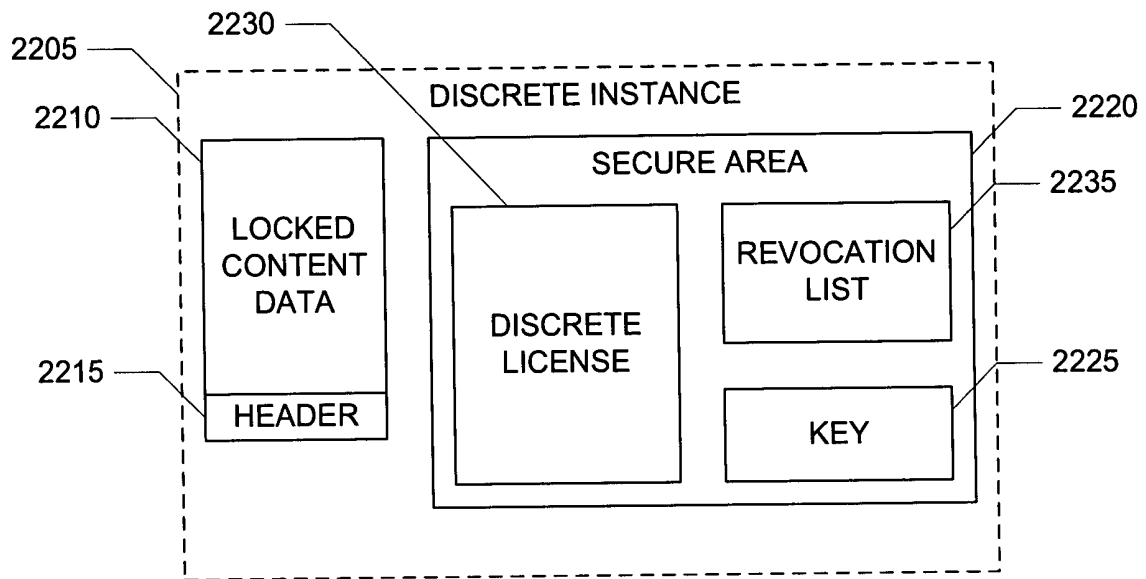 2230
2205
DISCRETE INSTANCE
2210
2220
SECURE AREA
2235
LOCKED
CONTENT
DATA
REVOCATION
LIST
DISCRETE
LICENSE
2215
2225
HEADER
KEY